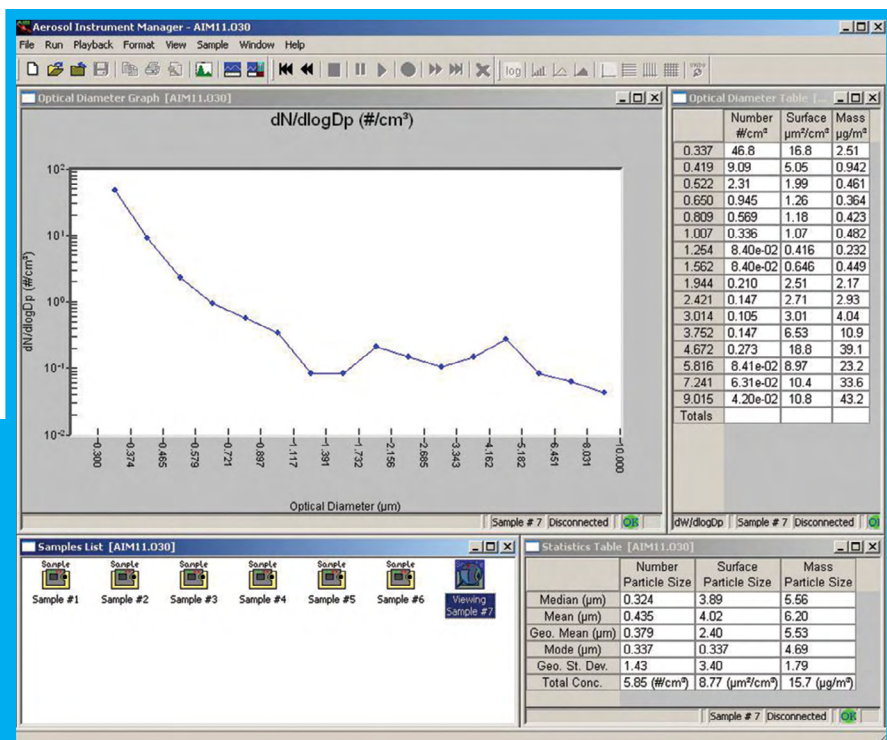 Aerosol Instrument Manager - AIM11.030
File Run Playback Format View Sample Window Help
log
Optical Diameter Graph [AIM11.030]
dN/dlogDp (#/cm³)
dN/dlogDp (#/cm³)
10²
10¹
10⁰
10⁻¹
10⁻²
0.300 0.374 0.465 0.579 0.721 0.897 1.117 1.391 1.732 2.156 2.685 3.343 4.162 5.182 6.451 8.031 10.000
Optical Diameter (µm)
Sample # 7 Disconnected OK
Optical Diameter Table [...
Number Surface Mass
#/cm³ µm²/cm³ µg/m³
0.337 46.8 16.8 2.51
0.419 9.09 5.05 0.942
0.522 2.31 1.99 0.461
0.650 0.945 1.26 0.364
0.809 0.569 1.18 0.423
1.007 0.336 1.07 0.482
1.254 8.40e-02 0.416 0.232
1.562 8.40e-02 0.646 0.449
1.944 0.210 2.51 2.17
2.421 0.147 2.71 2.93
3.014 0.105 3.01 4.04
3.752 0.147 6.53 10.9
4.672 0.273 18.8 39.1
5.816 8.41e-02 8.97 23.2
7.241 6.31e-02 10.4 33.6
9.015 4.20e-02 10.8 43.2
Totals
dW/dlogDp Sample # 7 Disconnected
Samples List [AIM11.030]
Sample Sample Sample Sample Sample Sample
Sample #1 Sample #2 Sample #3 Sample #4 Sample #5 Sample #6 Viewing
Sample #7
Statistics Table [AIM11.030]
Number Surface Mass
Particle Size Particle Size Particle Size
Median (µm) 0.324 3.89 5.56
Mean (µm) 0.435 4.02 6.20
Geo. Mean (µm) 0.379 2.40 5.53
Mode (µm) 0.337 0.337 4.69
Geo. St. Dev. 1.43 3.40 1.79
Total Conc. 5.85 (#/cm³) 8.77 (µm²/cm³) 15.7 (µg/m³)
Sample # 7 Disconnected OK